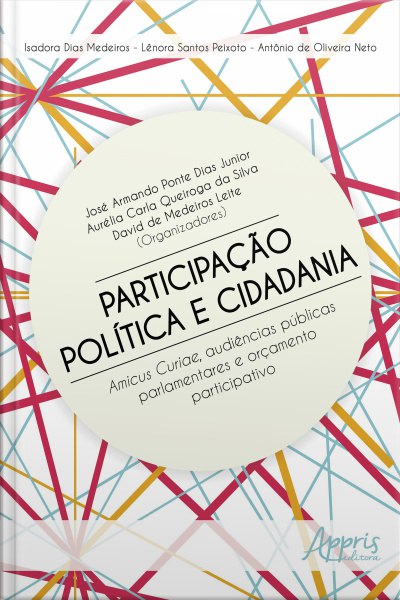 Isadora Dias Medeiros - Lênora Santos Peixoto - Antônio de Oliveira Neto
José Armando Ponte Dias Junior
Aurélia Carla Queiroga da Silva
David de Medeiros Leite
(Organizadores)
PARTICIPAÇÃO
POLÍTICA E CIDADANIA
Amicus Curiae, audiências públicas
parlamentares e orçamento
participativo
Appris
editora